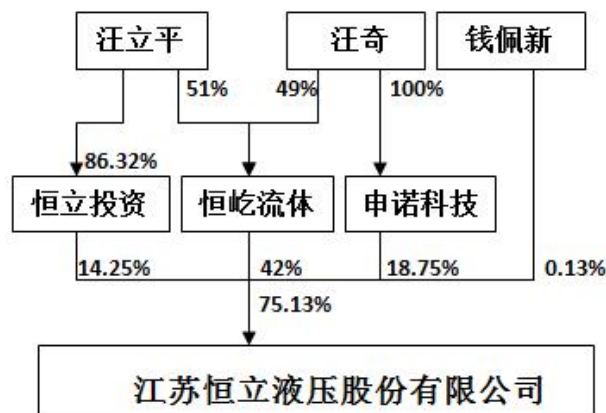 汪立平 汪奇 钱佩新
51% 49% 100%
86.32%
恒立投资 恒屹流体 申诺科技
14.25% 42% 18.75% 0.13%
75.13%
江苏恒立液压股份有限公司